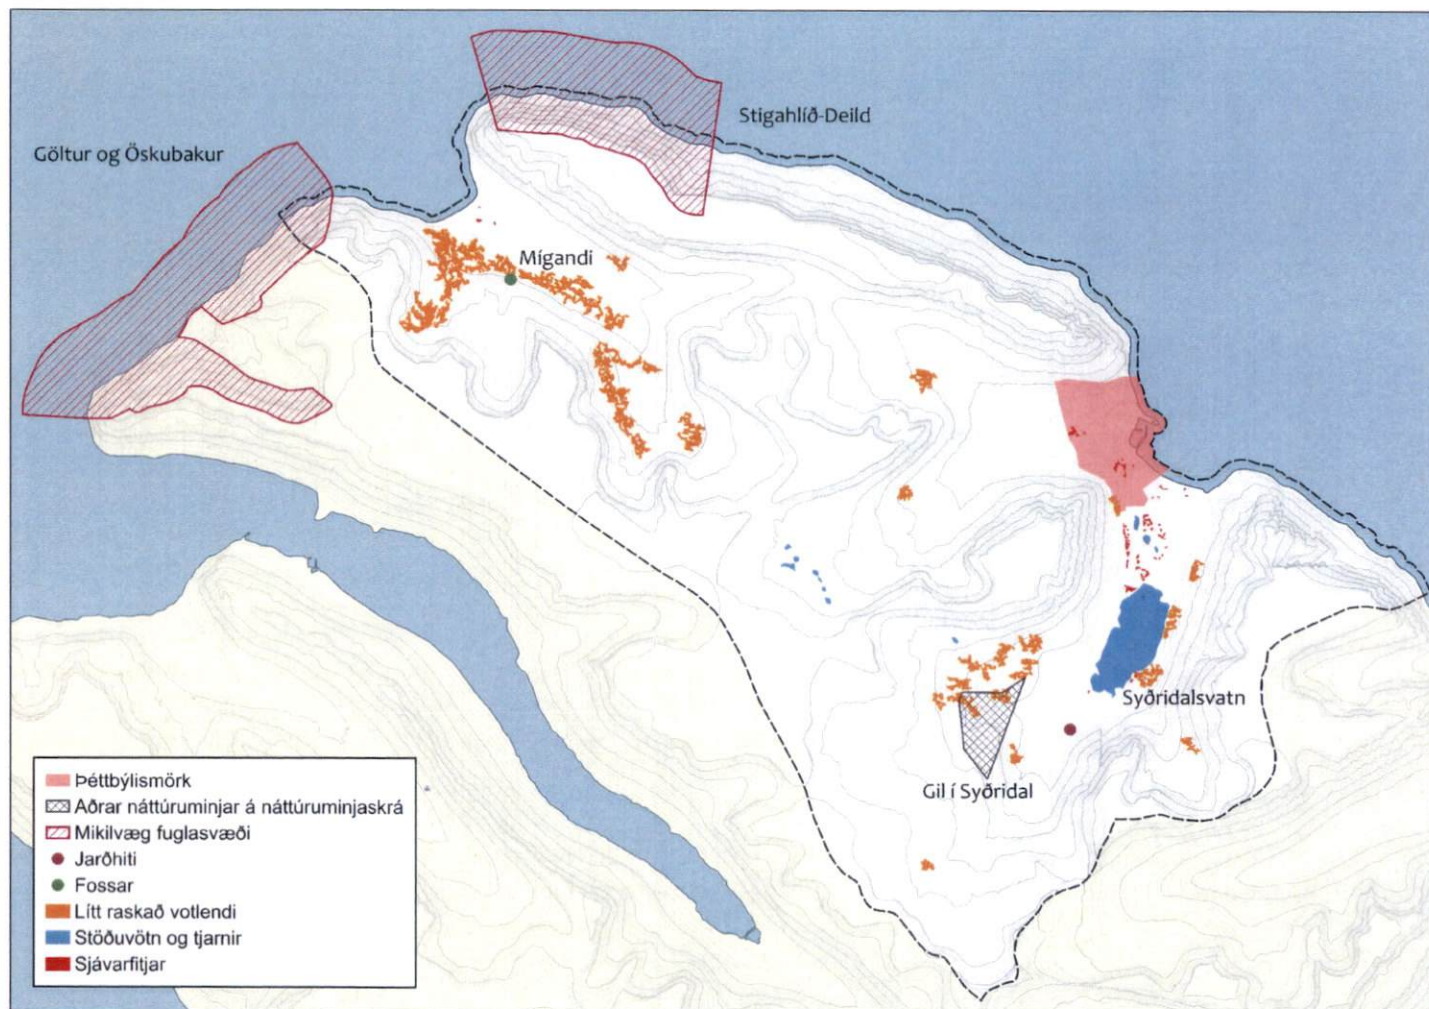 Stigahlíð-Deild
Göltur og Öskubakur
Mígandi
Syðridalsvatn
Gil í Syðridal
Þéttbýlismörk
Aðrar náttúruminjar á náttúruminjaskrá
Mikilvæg fuglasvæði
Jarðhiti
Fossar
Lítt raskað votlendi
Stöðuvötn og tjarnir
Sjávarfitjar